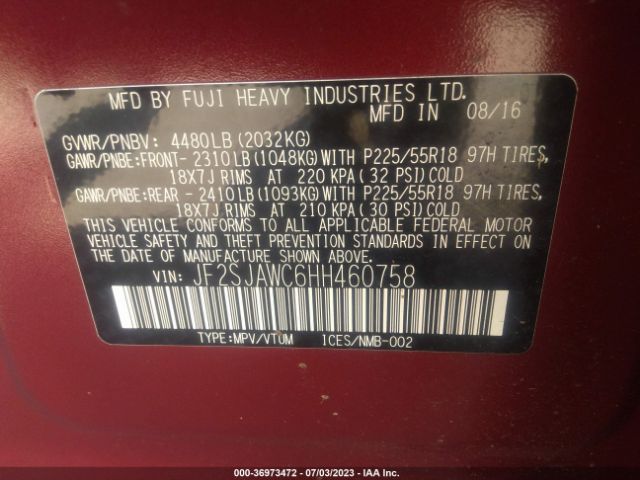 MFD BY FUJI HEAVY INDUSTRIES LTD.
MFD IN 08/16
GVWR/PNBV: 4480LB (2032KG)
GAWR/PNBE:FRONT- 2310LB (1048KG) WITH P225/55R18 97H TIRES,
18X7J RIMS AT 220 KPA ( 32 PSI) COLD
GAWR/PNBE:REAR - 2410LB (1093KG) WITH P225/55R18 97H TIRES,
18X7J RIMS AT 210 KPA ( 30 PSI) COLD
THIS VEHICLE CONFORMS TO ALL APPLICABLE FEDERAL MOTOR
VEHICLE SAFETY AND THEFT PREVENTION STANDARDS IN EFFECT ON
THE DATE OF MANUFACTURE SHOWN ABOVE
VIN: JF2SJAWC6HH460758
TYPE:MPV/VTUM ICES/NMB-002
000-36973472 - 07/03/2023 - IAA Inc.